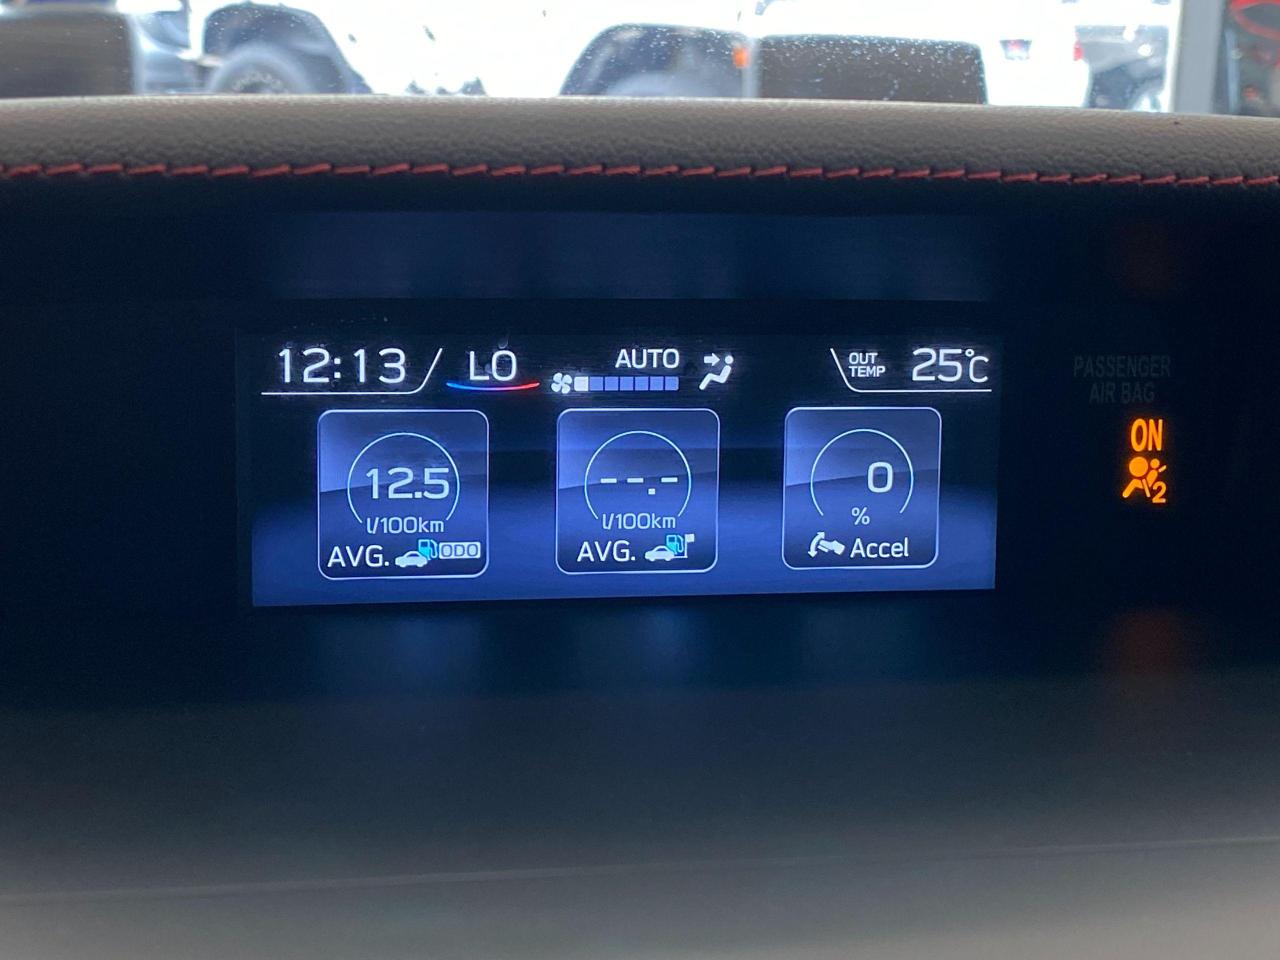 12:13
LO
AUTO
OUT TEMP 25°C
PASSENGER
AIR BAG
ON
2
12.5
l/100km
AVG. ODO
--.-
l/100km
AVG.
0
%
Accel